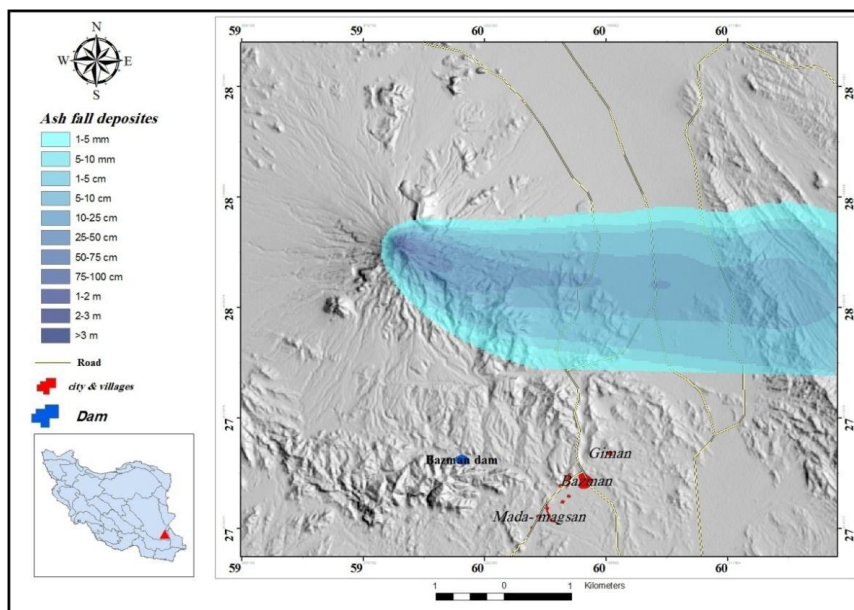 N
W
E
S
Ash fall deposites
1-5 mm
5-10 mm
1-5 cm
5-10 cm
10-25 cm
25-50 cm
50-75 cm
75-100 cm
1-2 m
2-3 m
>3 m
Road
city & villages
Dam
59 59 60 60 60
28 28
28 28
28 28
27 27
Giman
Bazman dam
Bazman
Mada- magsan
27 27
59 59 60 60 60
1 0 1 Kilometers